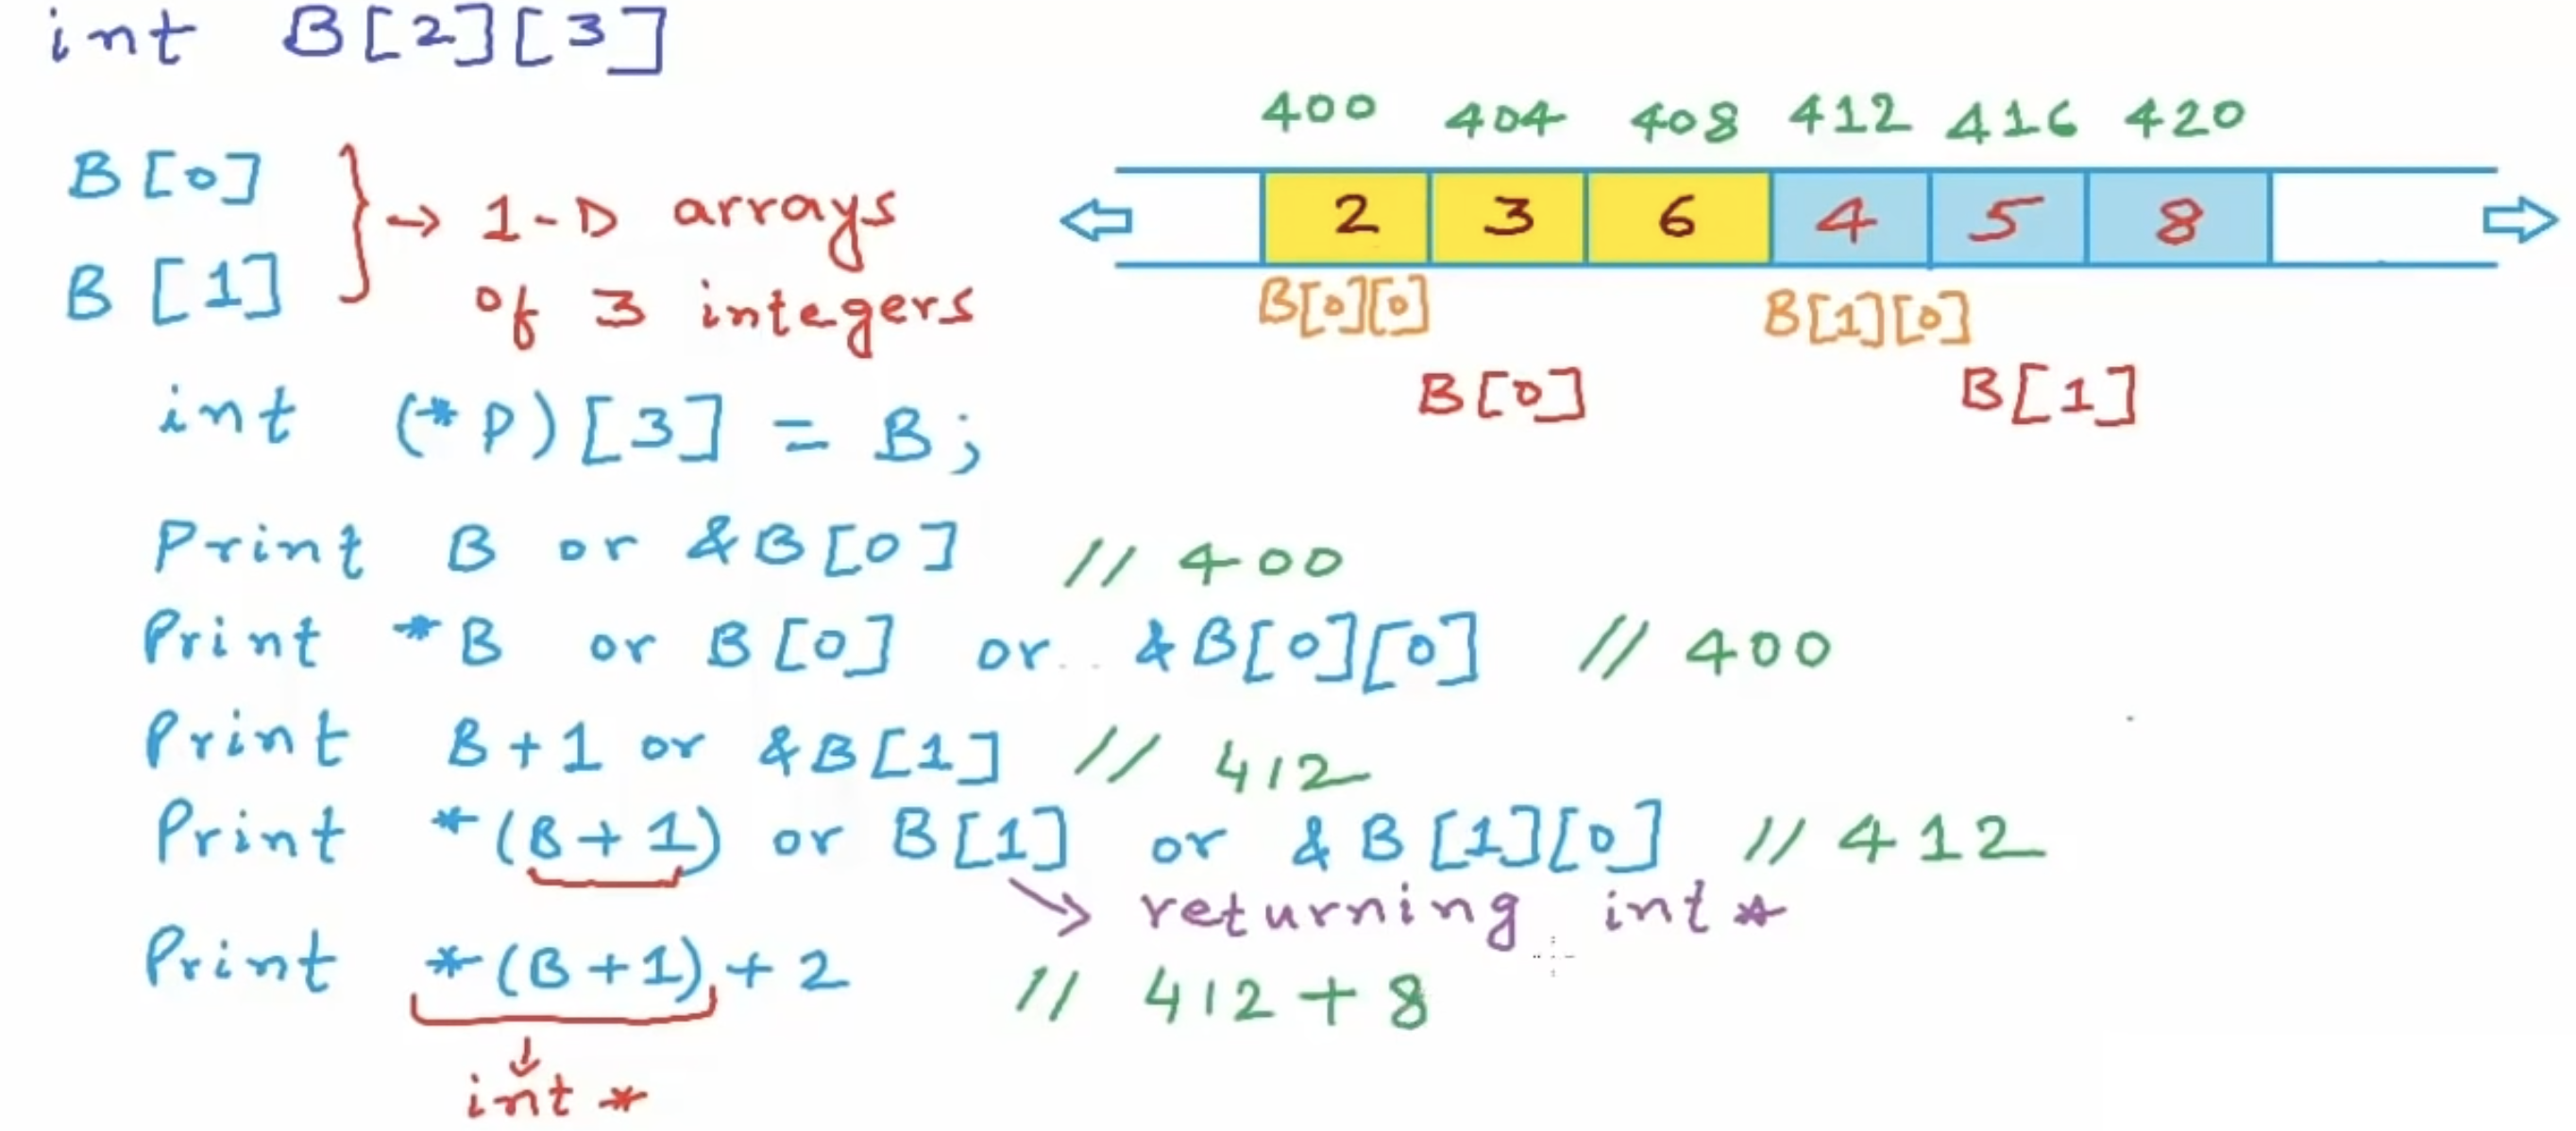 int B[2][3]
400 404 408 412 416 420
2 3 6 4 5 8
B[0][0] B[1][0]
B[0] B[1]
B[0]
B[1]
} → 1-D arrays
of 3 integers
int (*P)[3] = B;
Print B or &B[0] // 400
Print *B or B[0] or &B[0][0] // 400
Print B+1 or &B[1] // 412
Print *(B+1) or B[1] or &B[1][0] // 412
→ returning int *
Print *(B+1) + 2 // 412 + 8
↓
int *